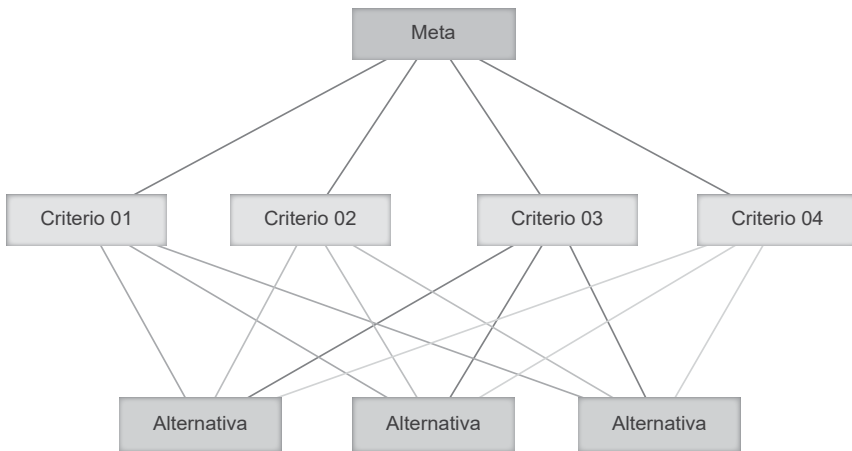 Meta
Criterio 01
Criterio 02
Criterio 03
Criterio 04
Alternativa
Alternativa
Alternativa